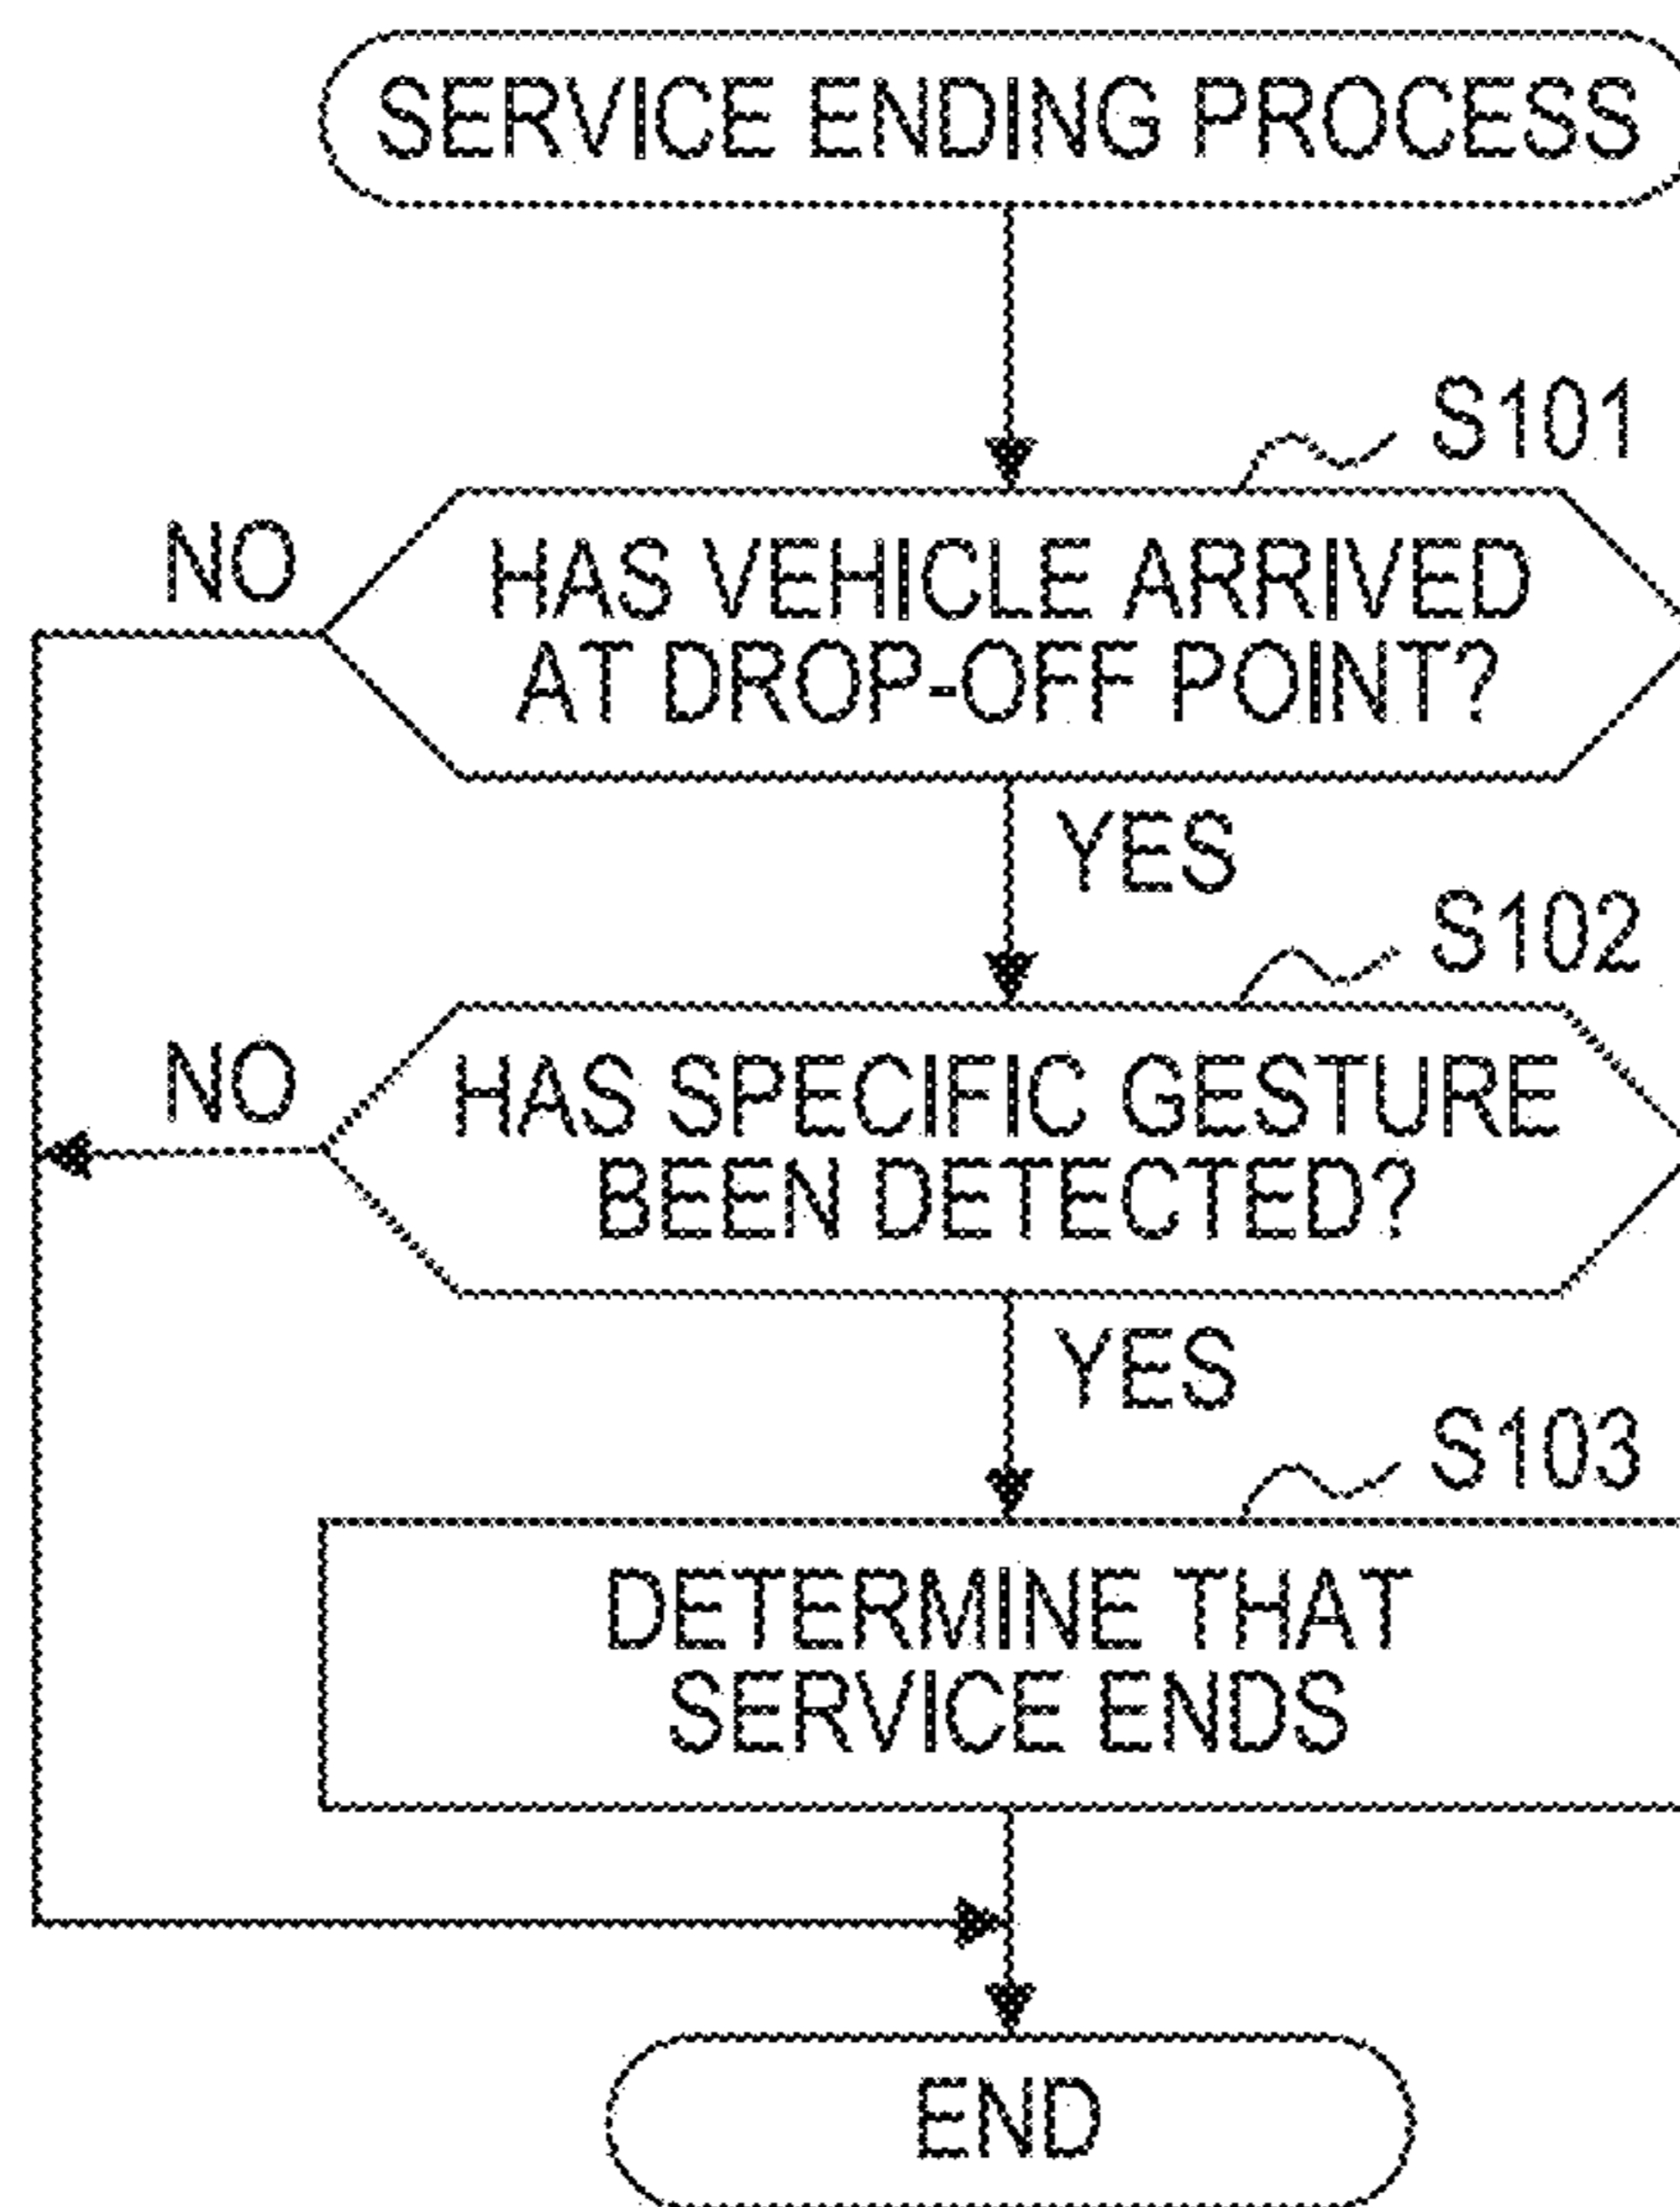 SERVICE ENDING PROCESS
S101
NO
HAS VEHICLE ARRIVED
AT DROP-OFF POINT?
YES
S102
NO
HAS SPECIFIC GESTURE
BEEN DETECTED?
YES
S103
DETERMINE THAT
SERVICE ENDS
END